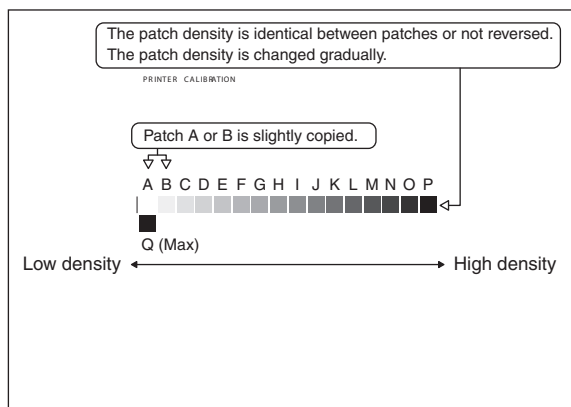 The patch density is identical between patches or not reversed.
The patch density is changed gradually.
PRINTER CALIBRATION
Patch A or B is slightly copied.
A B C D E F G H I J K L M N O P
Q (Max)
Low density High density